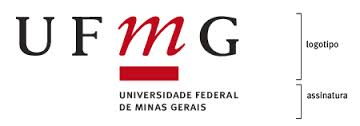 UFmG
logotipo
UNIVERSIDADE FEDERAL
DE MINAS GERAIS
assinatura